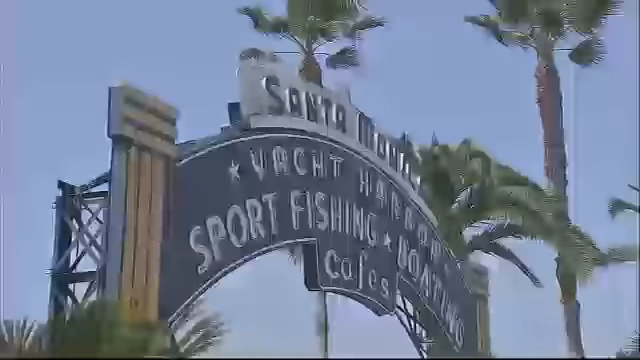 SANTA MONICA
★ YACHT HARBOR
SPORT FISHING ★ BOATING
Cafes